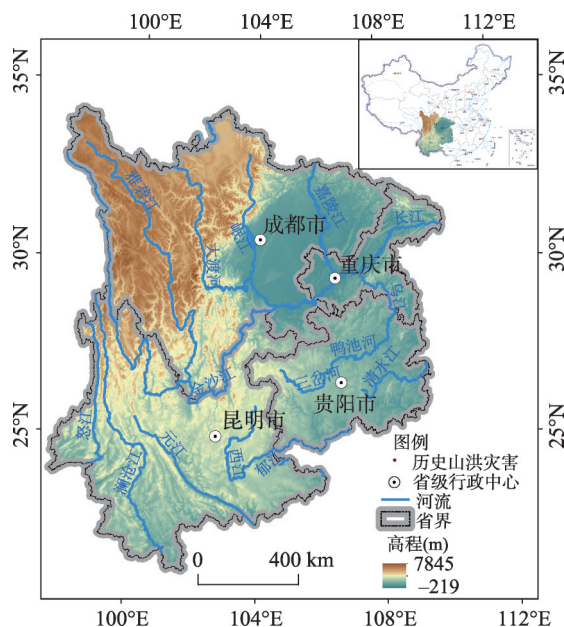 100°E 104°E 108°E 112°E
35°N 35°N
雅砻江
嘉陵江
岷江
长江
成都市
大渡河
30°N 30°N
重庆市
乌江
鸭池河
三岔河
清水江
金沙江
贵阳市
昆明市
25°N 25°N
怒江
元江
西江
郁江
澜沧江
图例
历史山洪灾害
省级行政中心
河流
省界
高程(m)
7845
−219
0 400 km
100°E 104°E 108°E 112°E